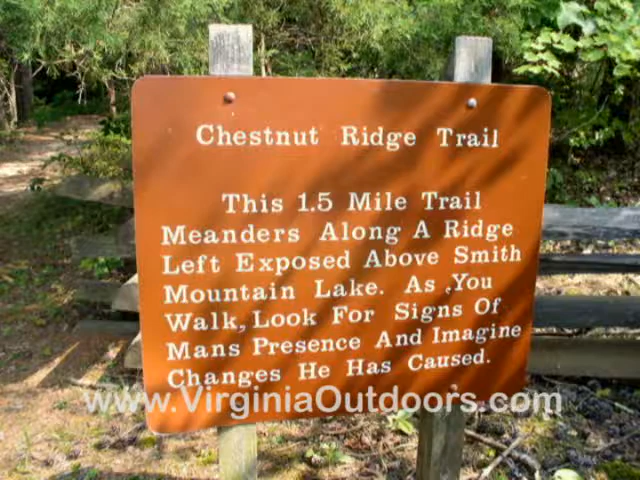 Chestnut Ridge Trail
This 1.5 Mile Trail
Meanders Along A Ridge
Left Exposed Above Smith
Mountain Lake. As You
Walk, Look For Signs Of
Mans Presence And Imagine
Changes He Has Caused.
www.VirginiaOutdoors.com